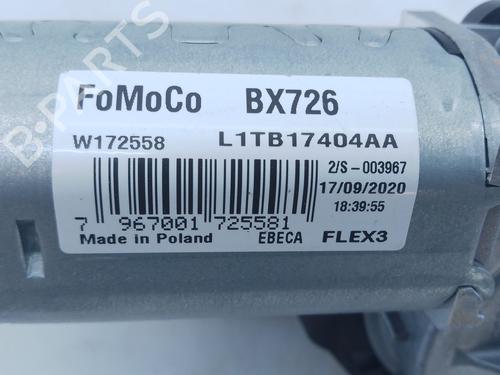 FoMoCo BX726
W172558 L1TB17404AA
2/S-003967
17/09/2020
18:39:55
7 967001 725581
Made in Poland EBECA FLEX3
B-PARTS